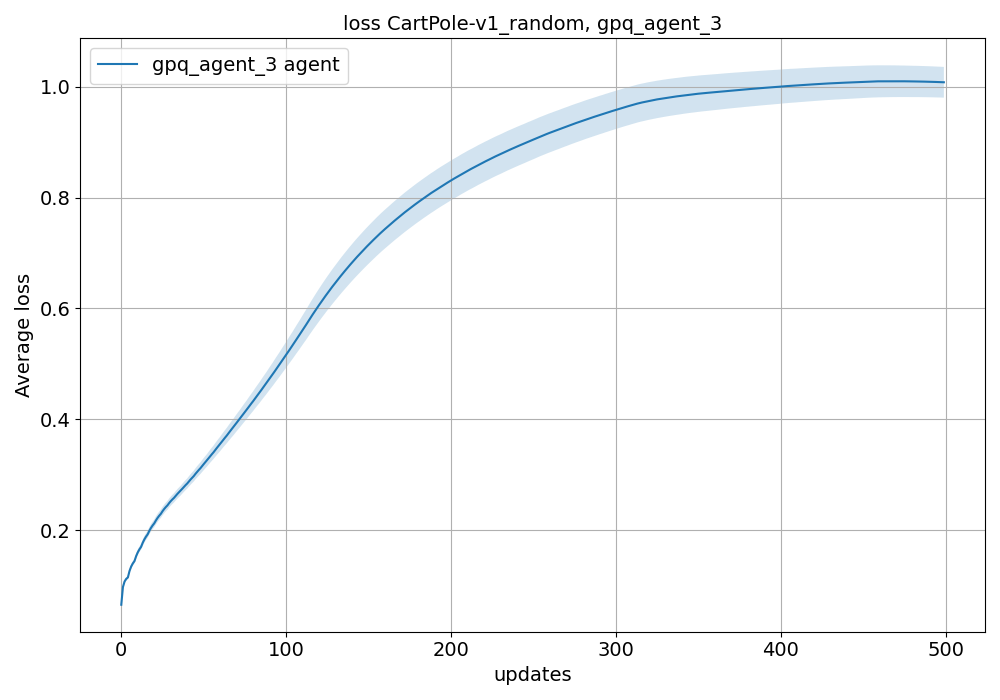 loss CartPole-v1_random, gpq_agent_3
gpq_agent_3 agent
Average loss
1.0
0.8
0.6
0.4
0.2
0 100 200 300 400 500
updates